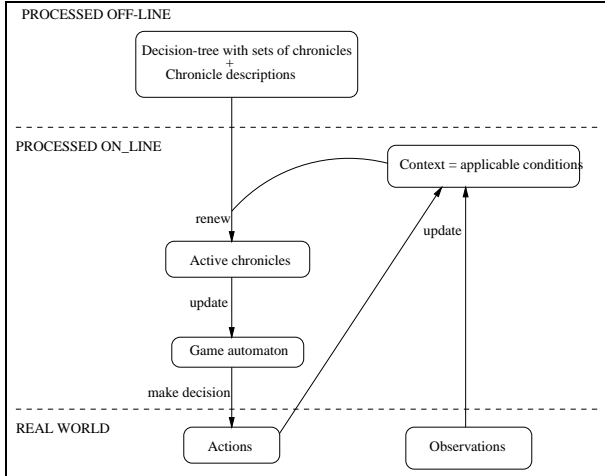 PROCESSED OFF-LINE
Decision-tree with sets of chronicles
+
Chronicle descriptions
PROCESSED ON_LINE
Context = applicable conditions
renew
update
Active chronicles
update
Game automaton
make decision
REAL WORLD
Actions
Observations